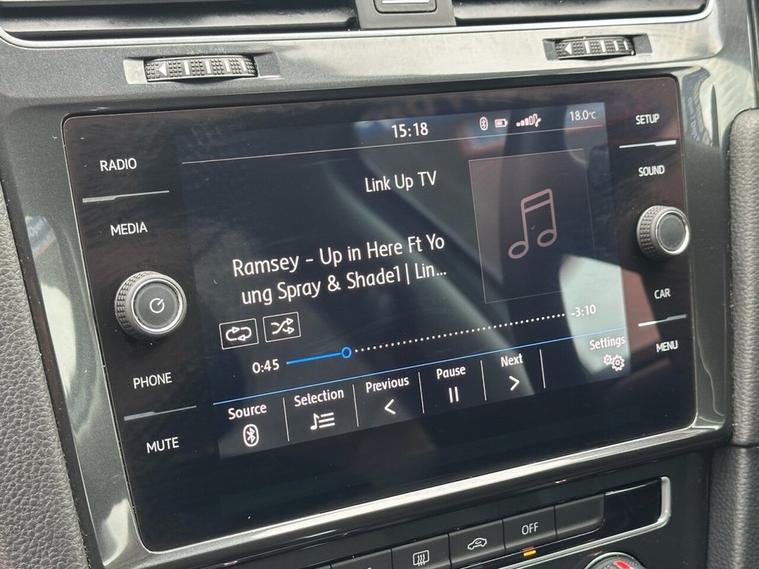 15:18
18.0°C
RADIO
MEDIA
PHONE
MUTE
Link Up TV
Ramsey - Up in Here Ft Yo
ung Spray & Shade1 | Lin...
0:45
-3:10
Source
Selection
Previous
Pause
Next
Settings
SETUP
SOUND
CAR
MENU
OFF